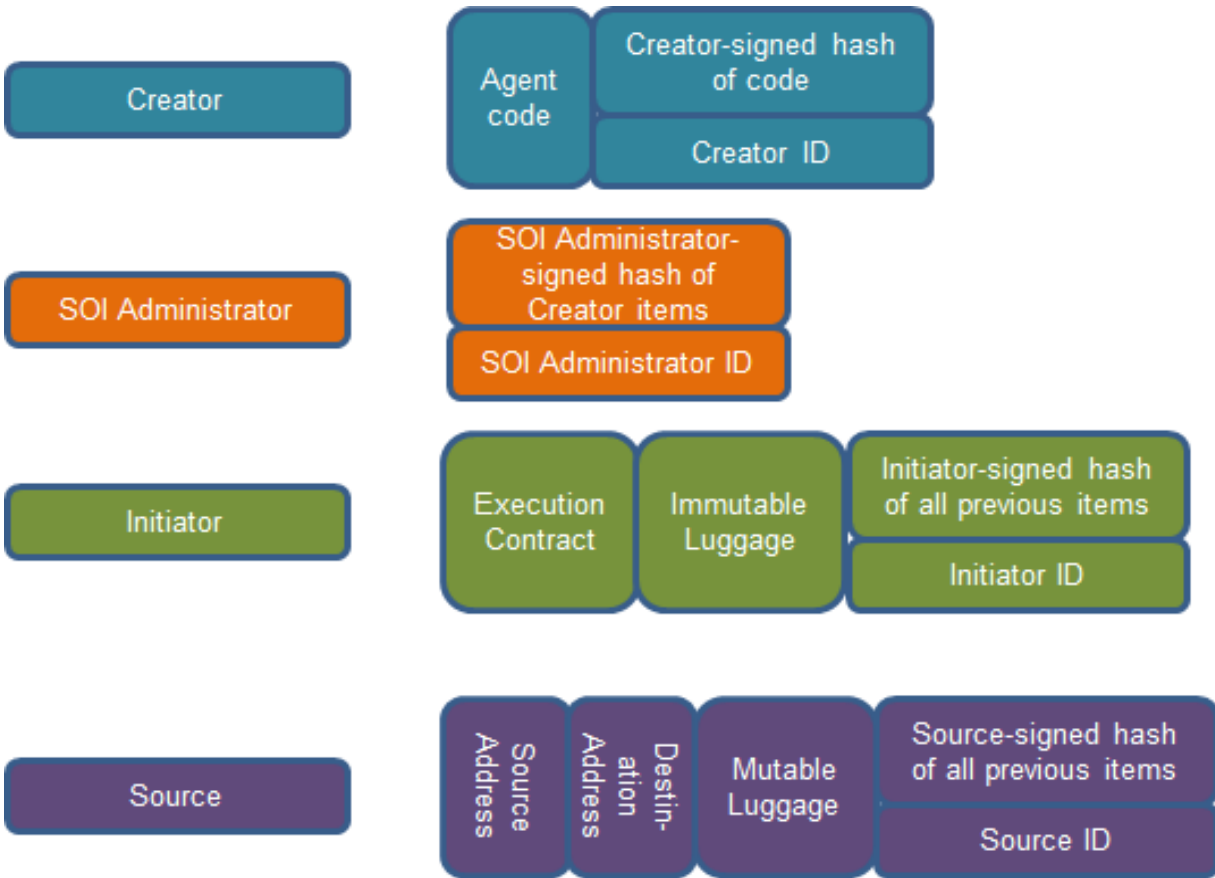 Creator
Agent
code
Creator-signed hash
of code
Creator ID
SOI Administrator
SOI Administrator-
signed hash of
Creator items
SOI Administrator ID
Initiator
Execution
Contract
Immutable
Luggage
Initiator-signed hash
of all previous items
Initiator ID
Source
Source
Address
Destin-
ation
Address
Mutable
Luggage
Source-signed hash
of all previous items
Source ID